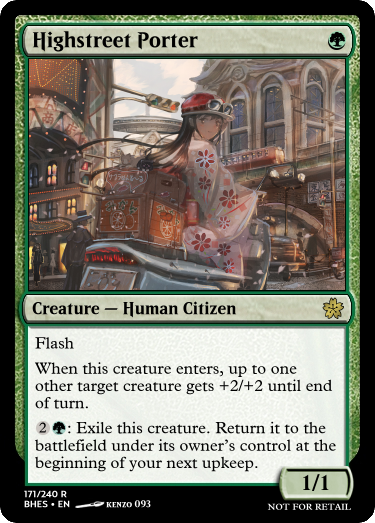 Highstreet Porter
Creature — Human Citizen
Flash
When this creature enters, up to one
other target creature gets +2/+2 until end
of turn.
2 : Exile this creature. Return it to the
battlefield under its owner's control at the
beginning of your next upkeep.
1/1
171/240 R
BHES • EN KENZO 093
NOT FOR RETAIL